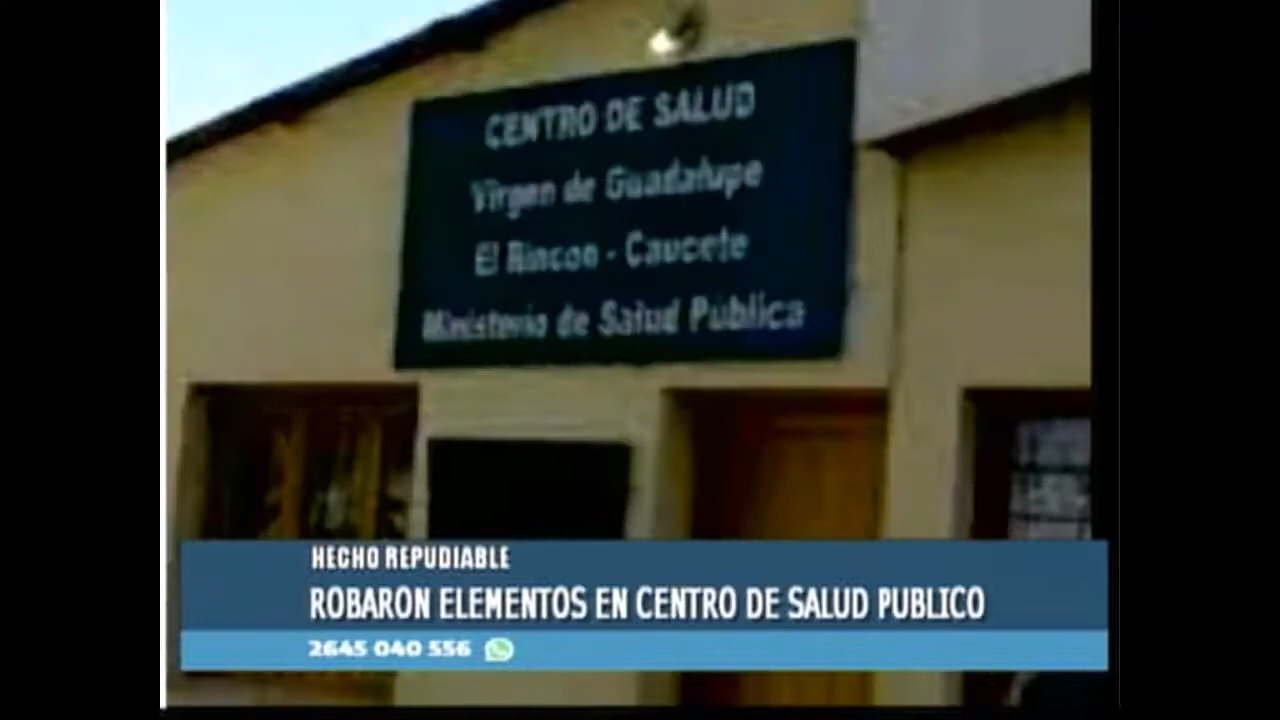 CENTRO DE SALUD
Virgen de Guadalupe
El Rincon - Caucete
Ministerio de Salud Pública
HECHO REPUDIABLE
ROBARON ELEMENTOS EN CENTRO DE SALUD PUBLICO
2645 040 556